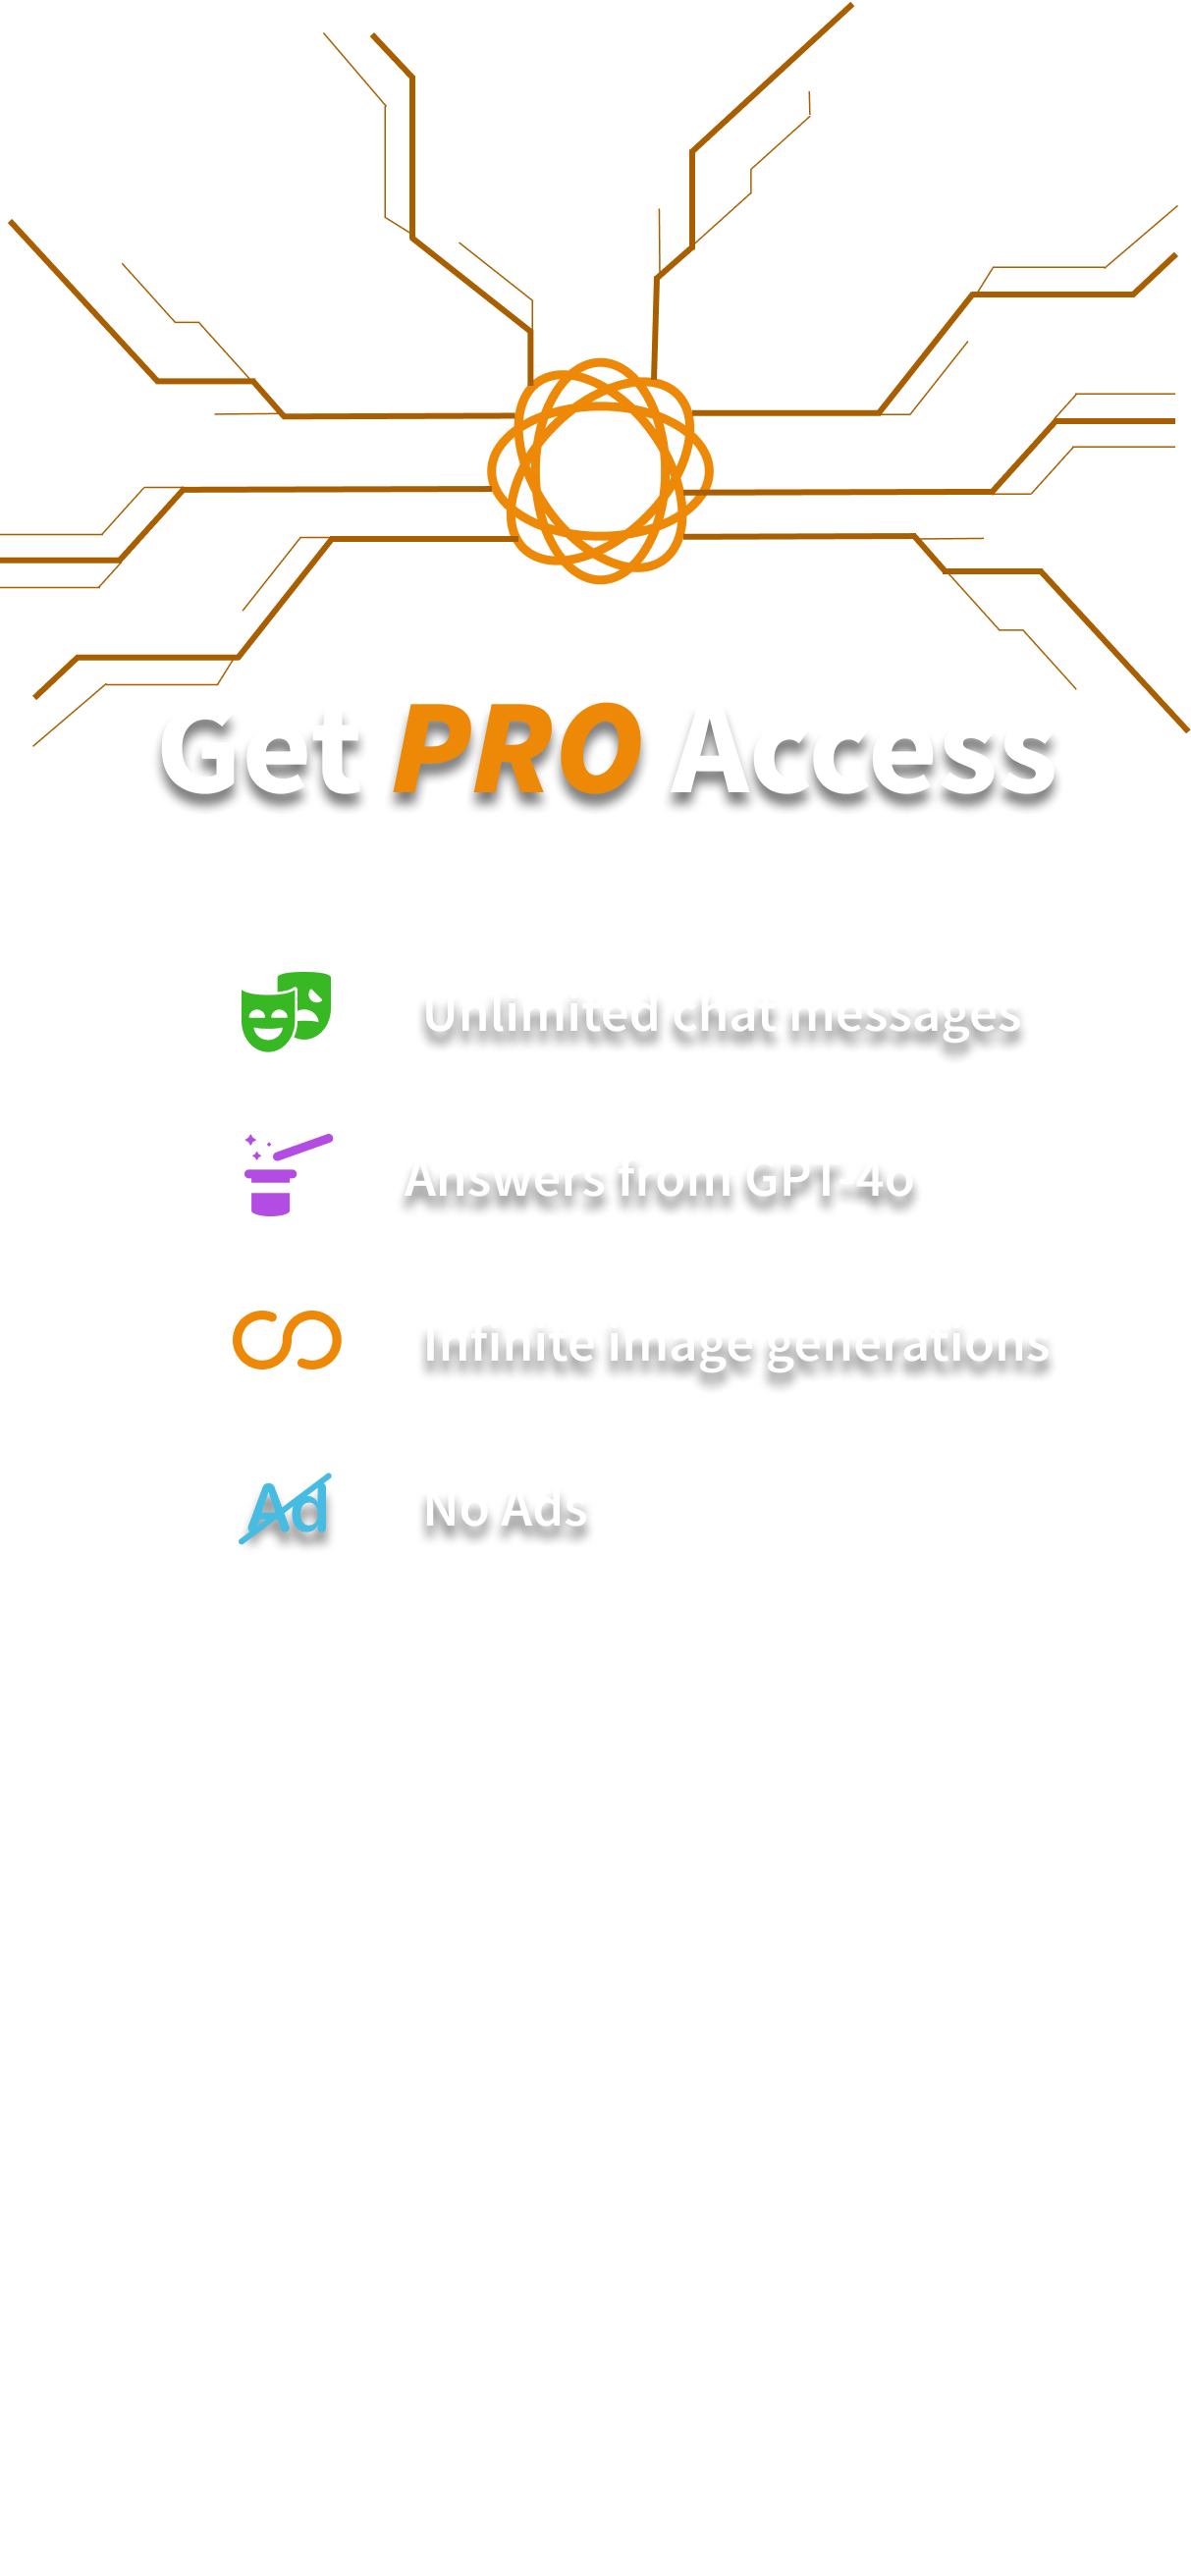 Get PRO Access
Unlimited chat messages
Answers from GPT-4o
Infinite image generations
Ad
No Ads